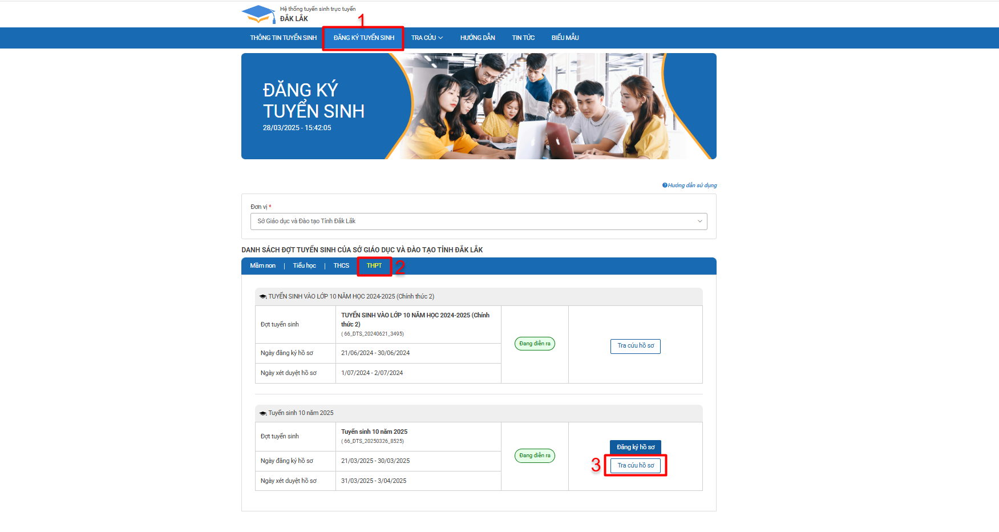 Hệ thống tuyển sinh trực tuyến
ĐẮK LẮK
1
THÔNG TIN TUYỂN SINH ĐĂNG KÝ TUYỂN SINH TRA CỨU HƯỚNG DẪN TIN TỨC BIỂU MẪU
ĐĂNG KÝ
TUYỂN SINH
28/03/2025 - 15:42:05
Hướng dẫn sử dụng
Đơn vị *
Sở Giáo dục và Đào tạo Tỉnh Đắk Lắk
DANH SÁCH ĐỢT TUYỂN SINH CỦA SỞ GIÁO DỤC VÀ ĐÀO TẠO TỈNH ĐẮK LẮK
Mầm non | Tiểu học | THCS THPT 2
TUYỂN SINH VÀO LỚP 10 NĂM HỌC 2024-2025 (Chính thức 2)
Đợt tuyển sinh
TUYỂN SINH VÀO LỚP 10 NĂM HỌC 2024-2025 (Chính
thức 2)
( 66_DTS_20240621_3495)
Ngày đăng ký hồ sơ 21/06/2024 - 30/06/2024
Ngày xét duyệt hồ sơ 1/07/2024 - 2/07/2024
Đang diễn ra
Tra cứu hồ sơ
Tuyển sinh 10 năm 2025
Đợt tuyển sinh
Tuyển sinh 10 năm 2025
( 66_DTS_20250326_8525)
Ngày đăng ký hồ sơ 21/03/2025 - 30/03/2025
Ngày xét duyệt hồ sơ 31/03/2025 - 3/04/2025
Đang diễn ra
Đăng ký hồ sơ
3 Tra cứu hồ sơ